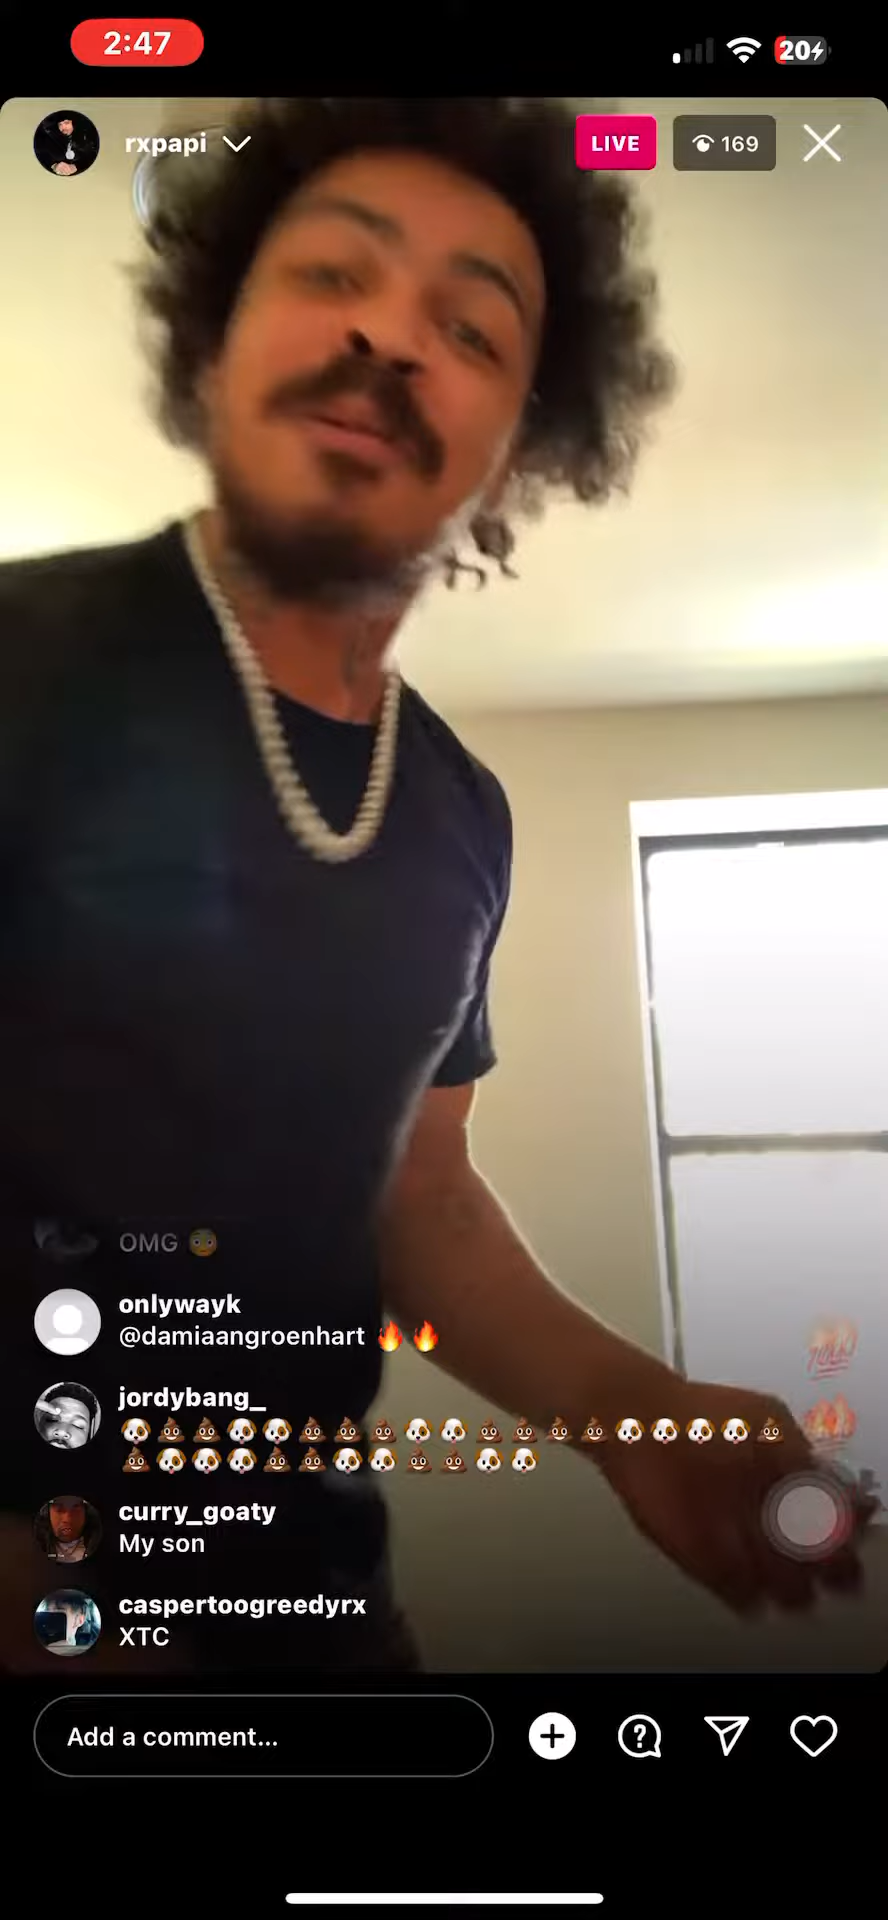 2:47
20
rxpapi
LIVE
169
OMG 😳
onlywayk
@damiaangroenhart 🔥🔥
jordybang_
🐶💩💩🐶🐶💩💩💩🐶🐶💩💩💩💩🐶🐶🐶🐶💩
💩🐶🐶🐶💩💩🐶🐶💩💩🐶🐶
curry_goaty
My son
caspertoogreedyrx
XTC
💯
Add a comment...